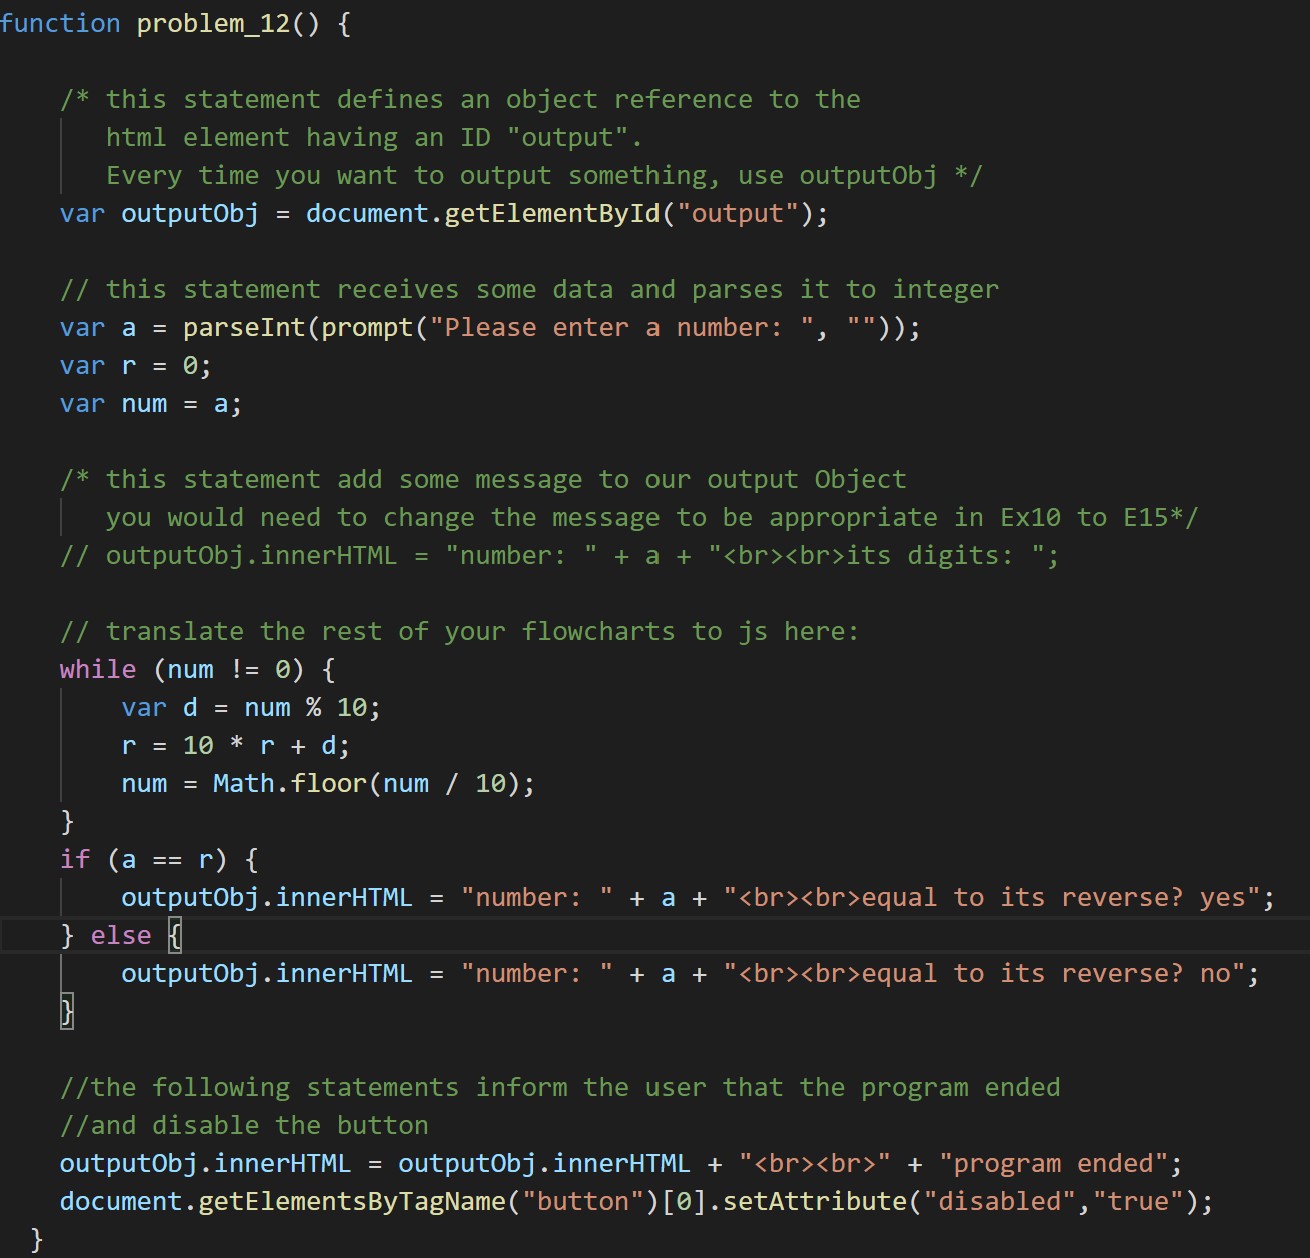 function problem_12() {
/* this statement defines an object reference to the
html element having an ID "output".
Every time you want to output something, use outputObj */
var outputObj = document.getElementById("output");
// this statement receives some data and parses it to integer
var a = parseInt(prompt("Please enter a number: ", ""));
var r = 0;
var num = a;
/* this statement add some message to our output Object
you would need to change the message to be appropriate in Ex10 to E15*/
// outputObj.innerHTML = "number: " + a + "<br><br>its digits: ";
// translate the rest of your flowcharts to js here:
while (num != 0) {
var d = num % 10;
r = 10 * r + d;
num = Math.floor(num / 10);
}
if (a == r) {
outputObj.innerHTML = "number: " + a + "<br><br>equal to its reverse? yes";
} else {
outputObj.innerHTML = "number: " + a + "<br><br>equal to its reverse? no";
}
//the following statements inform the user that the program ended
//and disable the button
outputObj.innerHTML = outputObj.innerHTML + "<br><br>" + "program ended";
document.getElementsByTagName("button")[0].setAttribute("disabled","true");
}